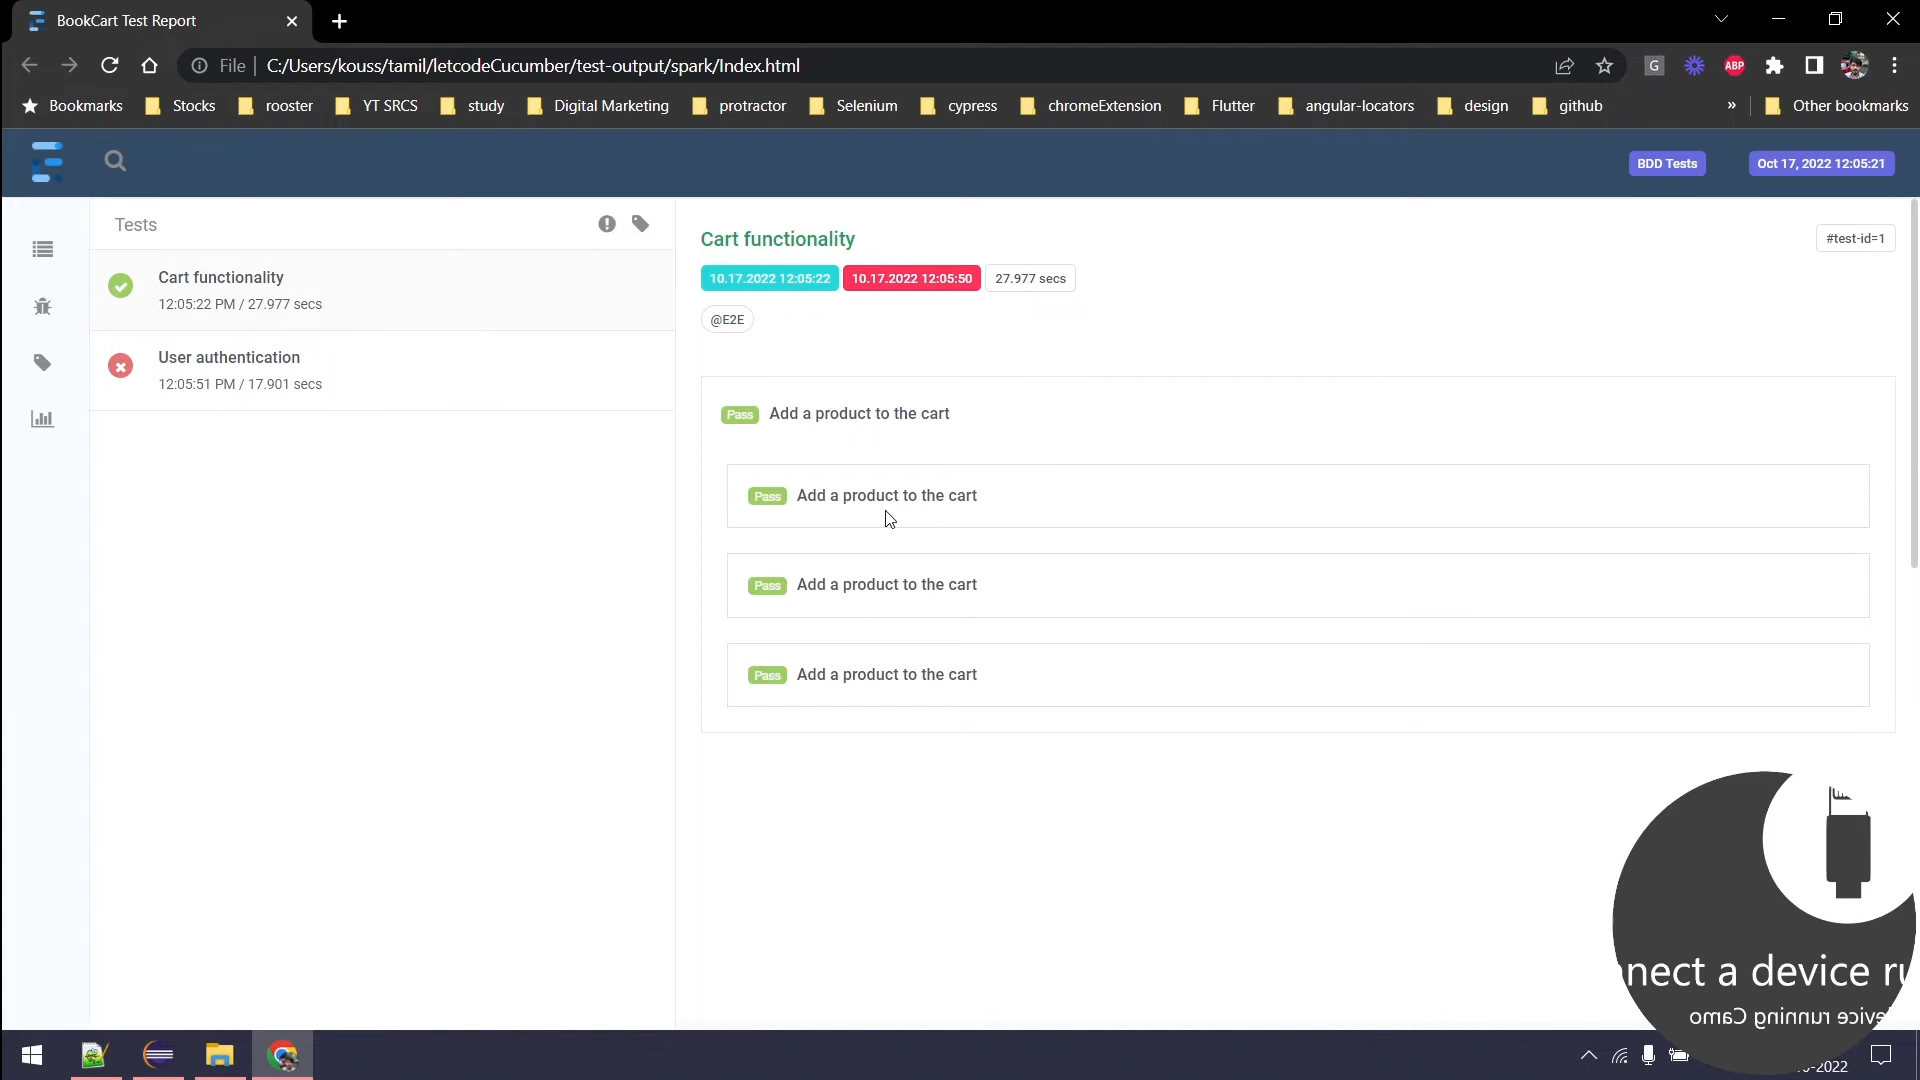 BookCart Test Report
File
C:/Users/kouss/tamil/letcodeCucumber/test-output/spark/Index.html
G
ABP
Bookmarks
Stocks
rooster
YT SRCS
study
Digital Marketing
protractor
Selenium
cypress
chromeExtension
Flutter
angular-locators
design
github
»
Other bookmarks
BDD Tests
Oct 17, 2022 12:05:21
Tests
Cart functionality
12:05:22 PM / 27.977 secs
User authentication
12:05:51 PM / 17.901 secs
Cart functionality
#test-id=1
10.17.2022 12:05:22
10.17.2022 12:05:50
27.977 secs
@E2E
Pass Add a product to the cart
Pass Add a product to the cart
Pass Add a product to the cart
Pass Add a product to the cart
nect a device
device running Camo
-2022